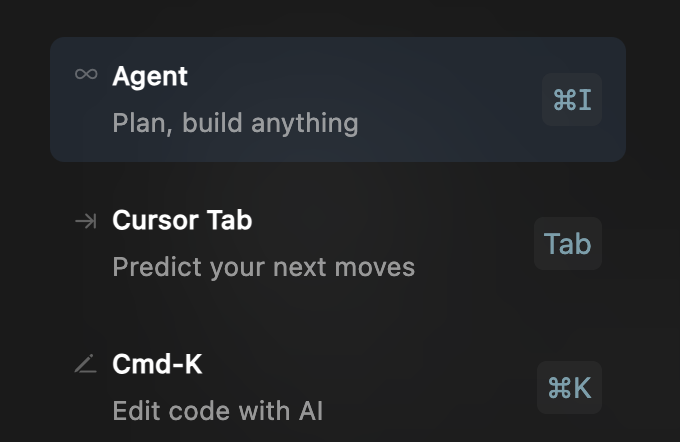 Agent
Plan, build anything
⌘I
Cursor Tab
Predict your next moves
Tab
Cmd-K
Edit code with AI
⌘K